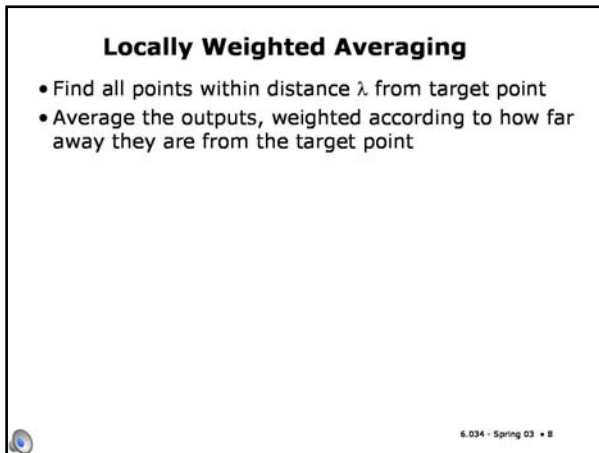 Locally Weighted Averaging
• Find all points within distance λ from target point
• Average the outputs, weighted according to how far
away they are from the target point
6.034 - Spring 03 • 8